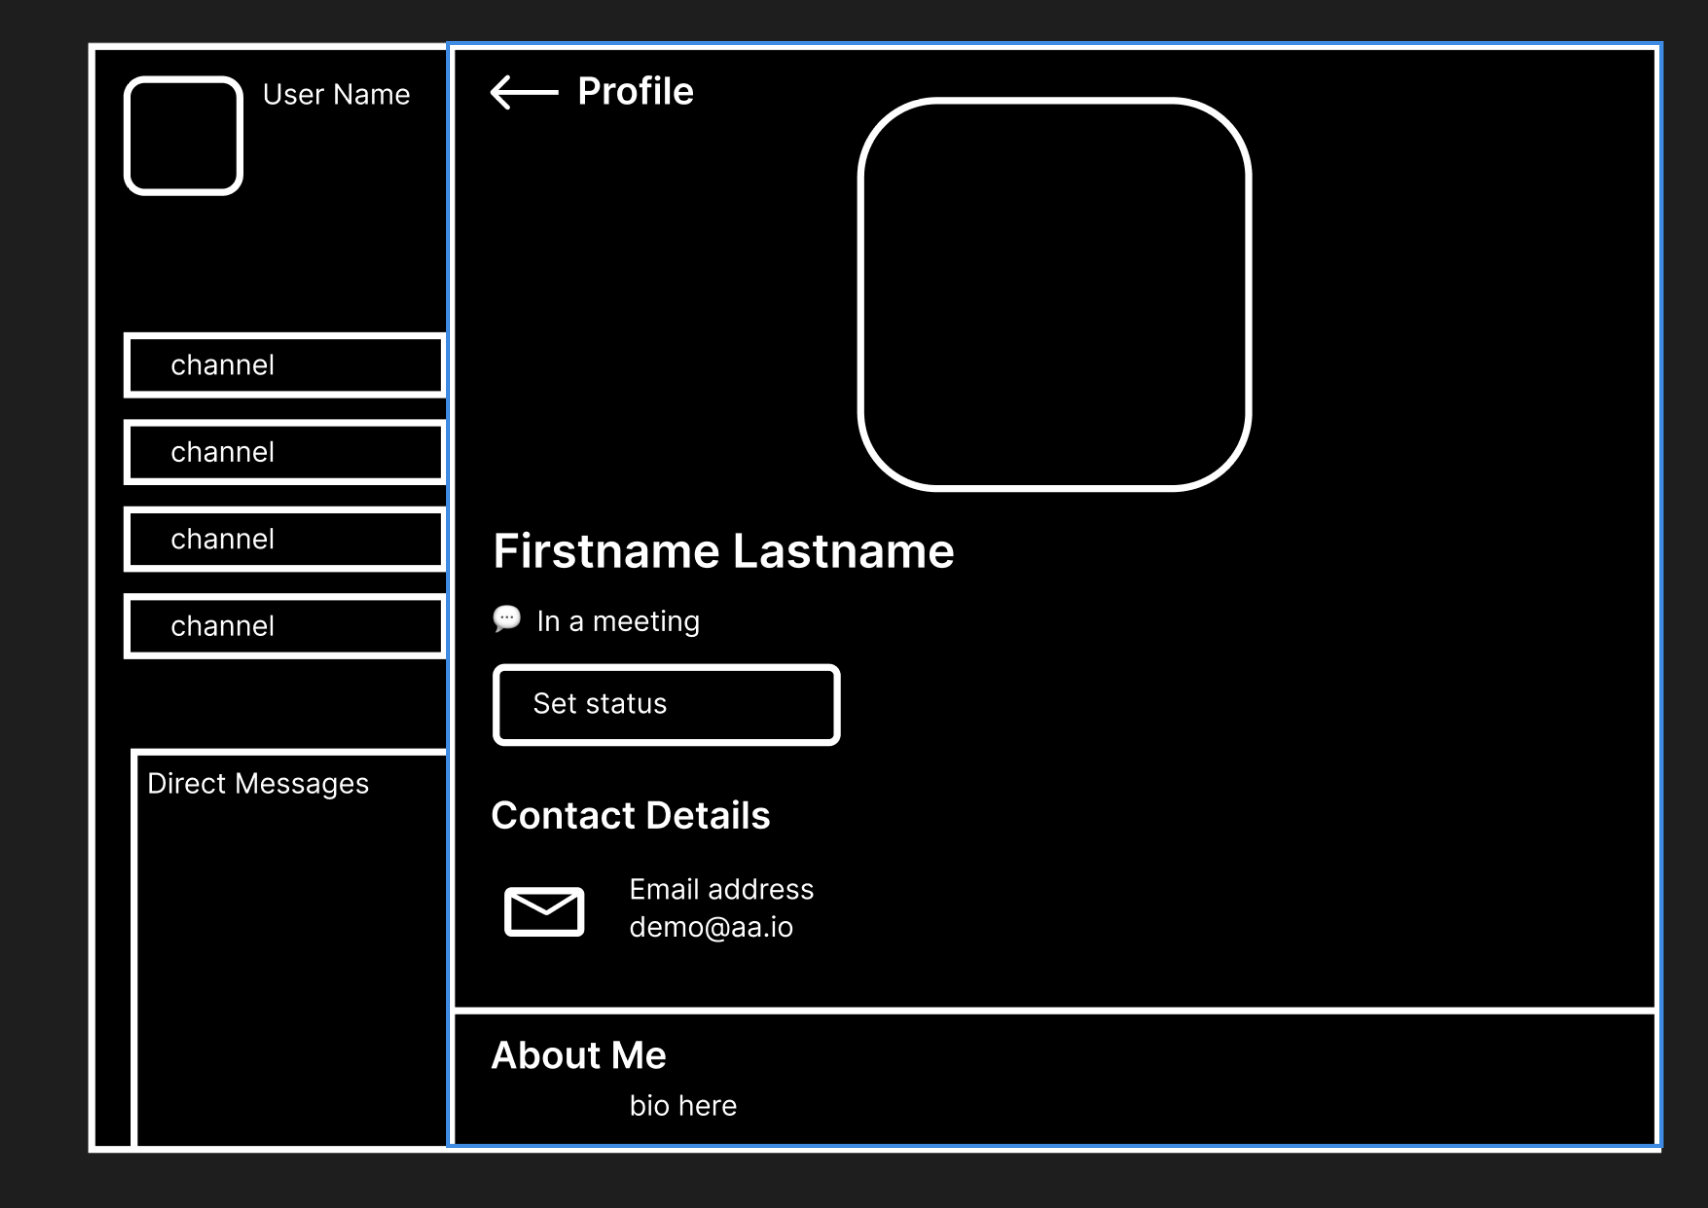 User Name
channel
channel
channel
channel
Direct Messages
Profile
Firstname Lastname
💬 In a meeting
Set status
Contact Details
Email address
demo@aa.io
About Me
bio here